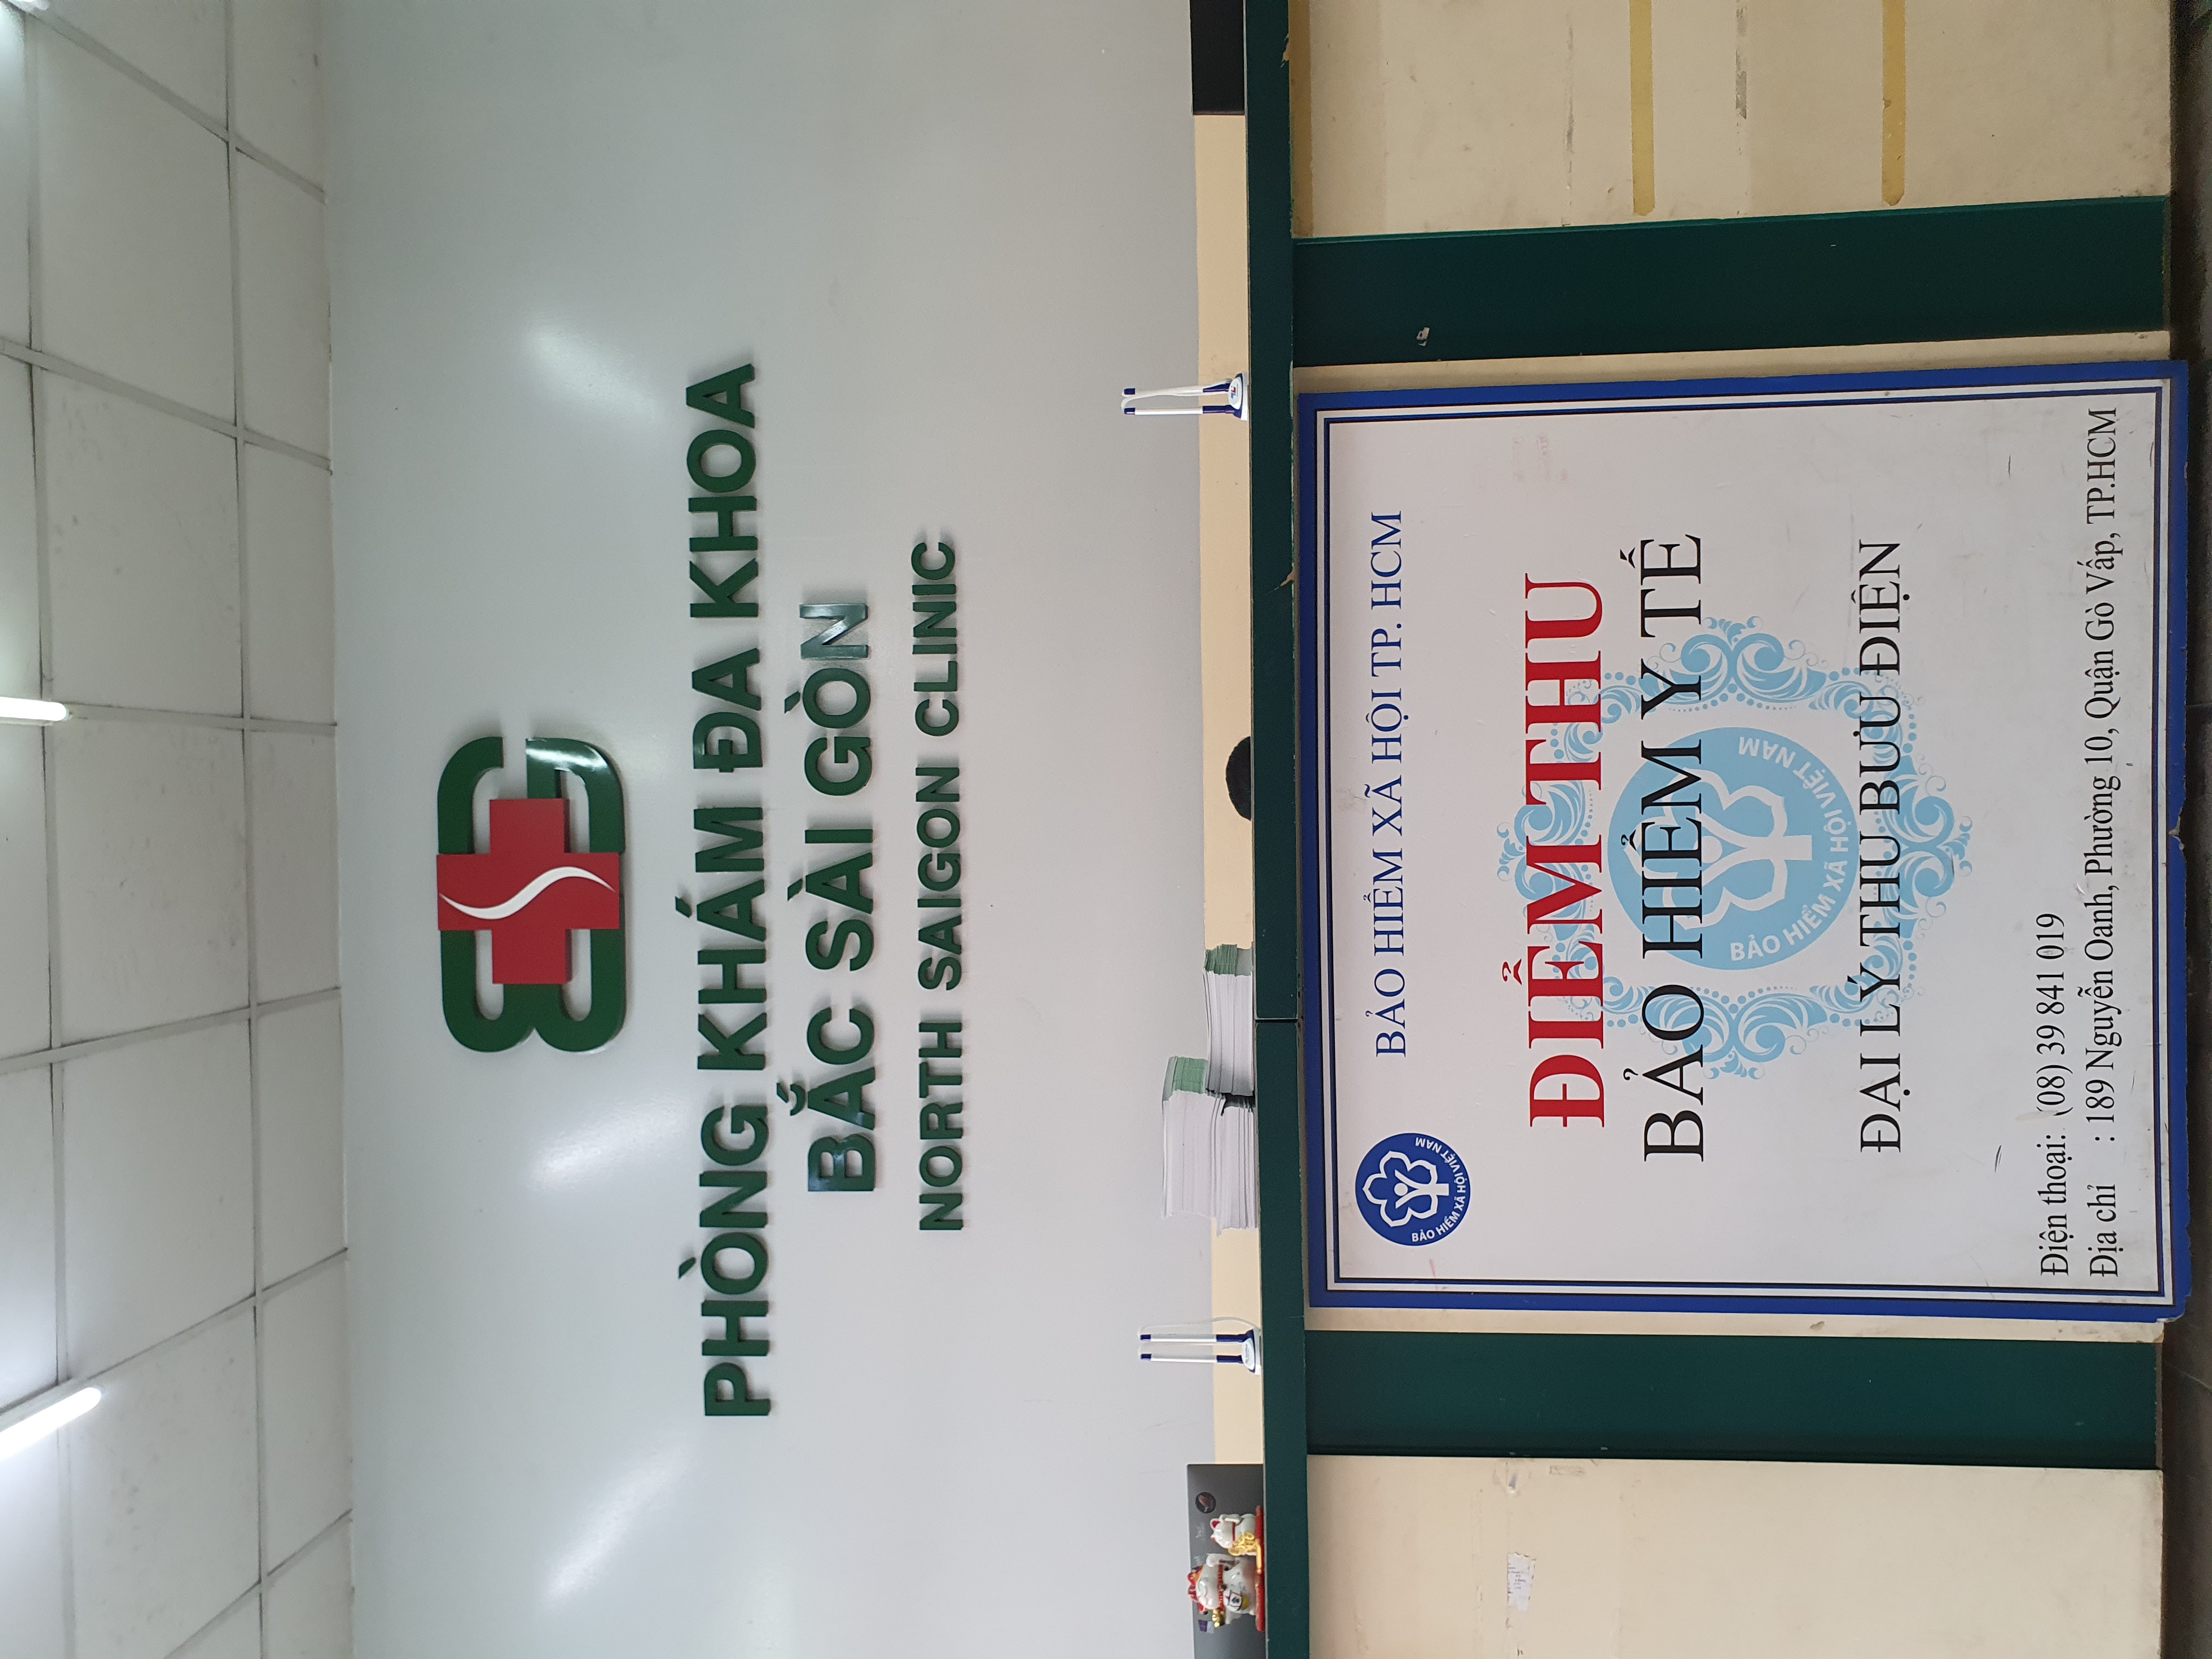 PHÒNG KHÁM ĐA KHOA
BẮC SÀI GÒN
NORTH SAIGON CLINIC
BẢO HIỂM XÃ HỘI VIỆT NAM
BẢO HIỂM XÃ HỘI TP. HCM
ĐIỂM THU
BẢO HIỂM Y TẾ
BẢO HIỂM XÃ HỘI VIỆT NAM
ĐẠI LÝ THU BƯU ĐIỆN
Điện thoại: (08) 39 841 019
Địa chỉ : 189 Nguyễn Oanh, Phường 10, Quận Gò Vấp, TP.HCM